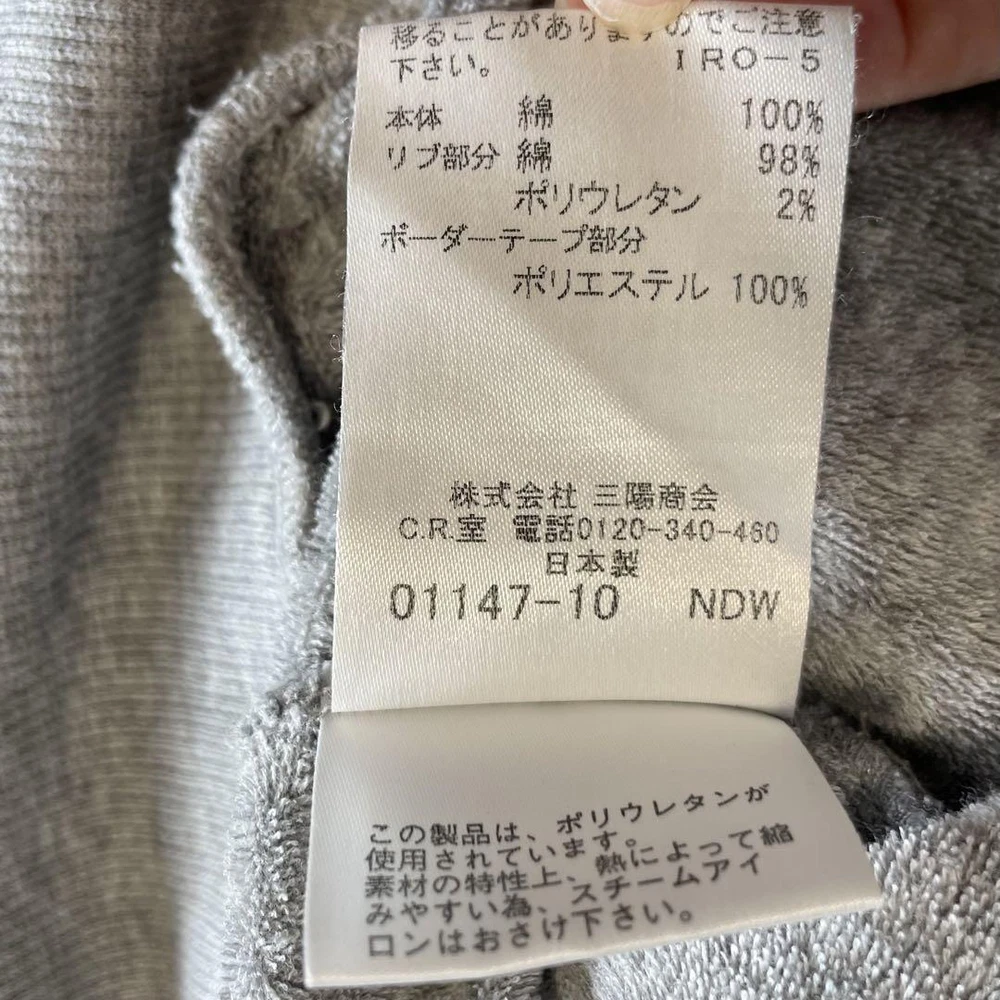 移ることがありますのでご注意
下さい。 IRO-5
本体 綿 100%
リブ部分 綿 98%
ポリウレタン 2%
ボーダーテープ部分
ポリエステル 100%
株式会社 三陽商会
C.R.室 電話0120-340-460
日本製
01147-10 NDW
この製品は、ポリウレタンが
使用されています。
素材の特性上、熱によって縮
みやすい為、スチームアイ
ロンはおさけ下さい。